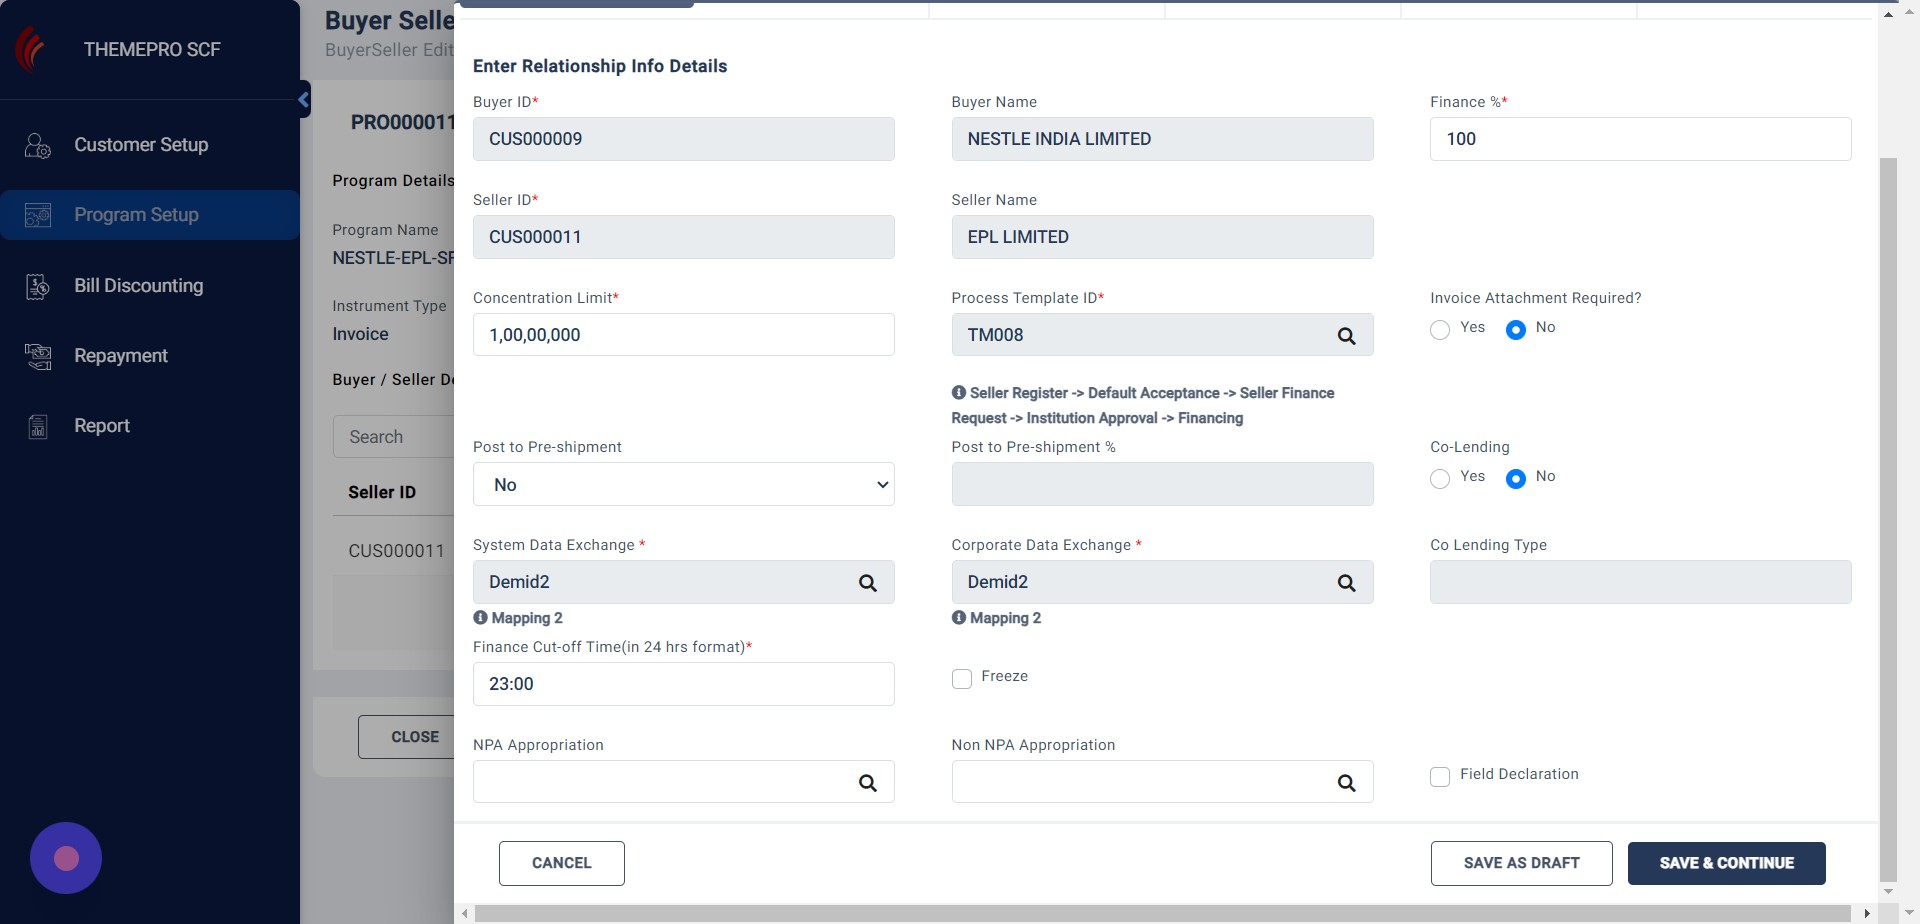 THEMEPRO SCF
Customer Setup
Program Setup
Bill Discounting
Repayment
Report
Buyer Selle
BuyerSeller Edit
PRO000011
Program Details
Program Name
NESTLE-EPL-SF
Instrument Type
Invoice
Buyer / Seller De
Search
Seller ID
CUS000011
CLOSE
Enter Relationship Info Details
Buyer ID*
Buyer Name
Finance %*
CUS000009
NESTLE INDIA LIMITED
100
Seller ID*
Seller Name
CUS000011
EPL LIMITED
Concentration Limit*
Process Template ID*
Invoice Attachment Required?
1,00,00,000
TM008
Yes No
Seller Register -> Default Acceptance -> Seller Finance
Request -> Institution Approval -> Financing
Post to Pre-shipment
Post to Pre-shipment %
Co-Lending
No
Yes No
System Data Exchange *
Corporate Data Exchange *
Co Lending Type
Demid2
Demid2
Mapping 2
Mapping 2
Finance Cut-off Time(in 24 hrs format)*
23:00
Freeze
NPA Appropriation
Non NPA Appropriation
Field Declaration
CANCEL
SAVE AS DRAFT
SAVE & CONTINUE